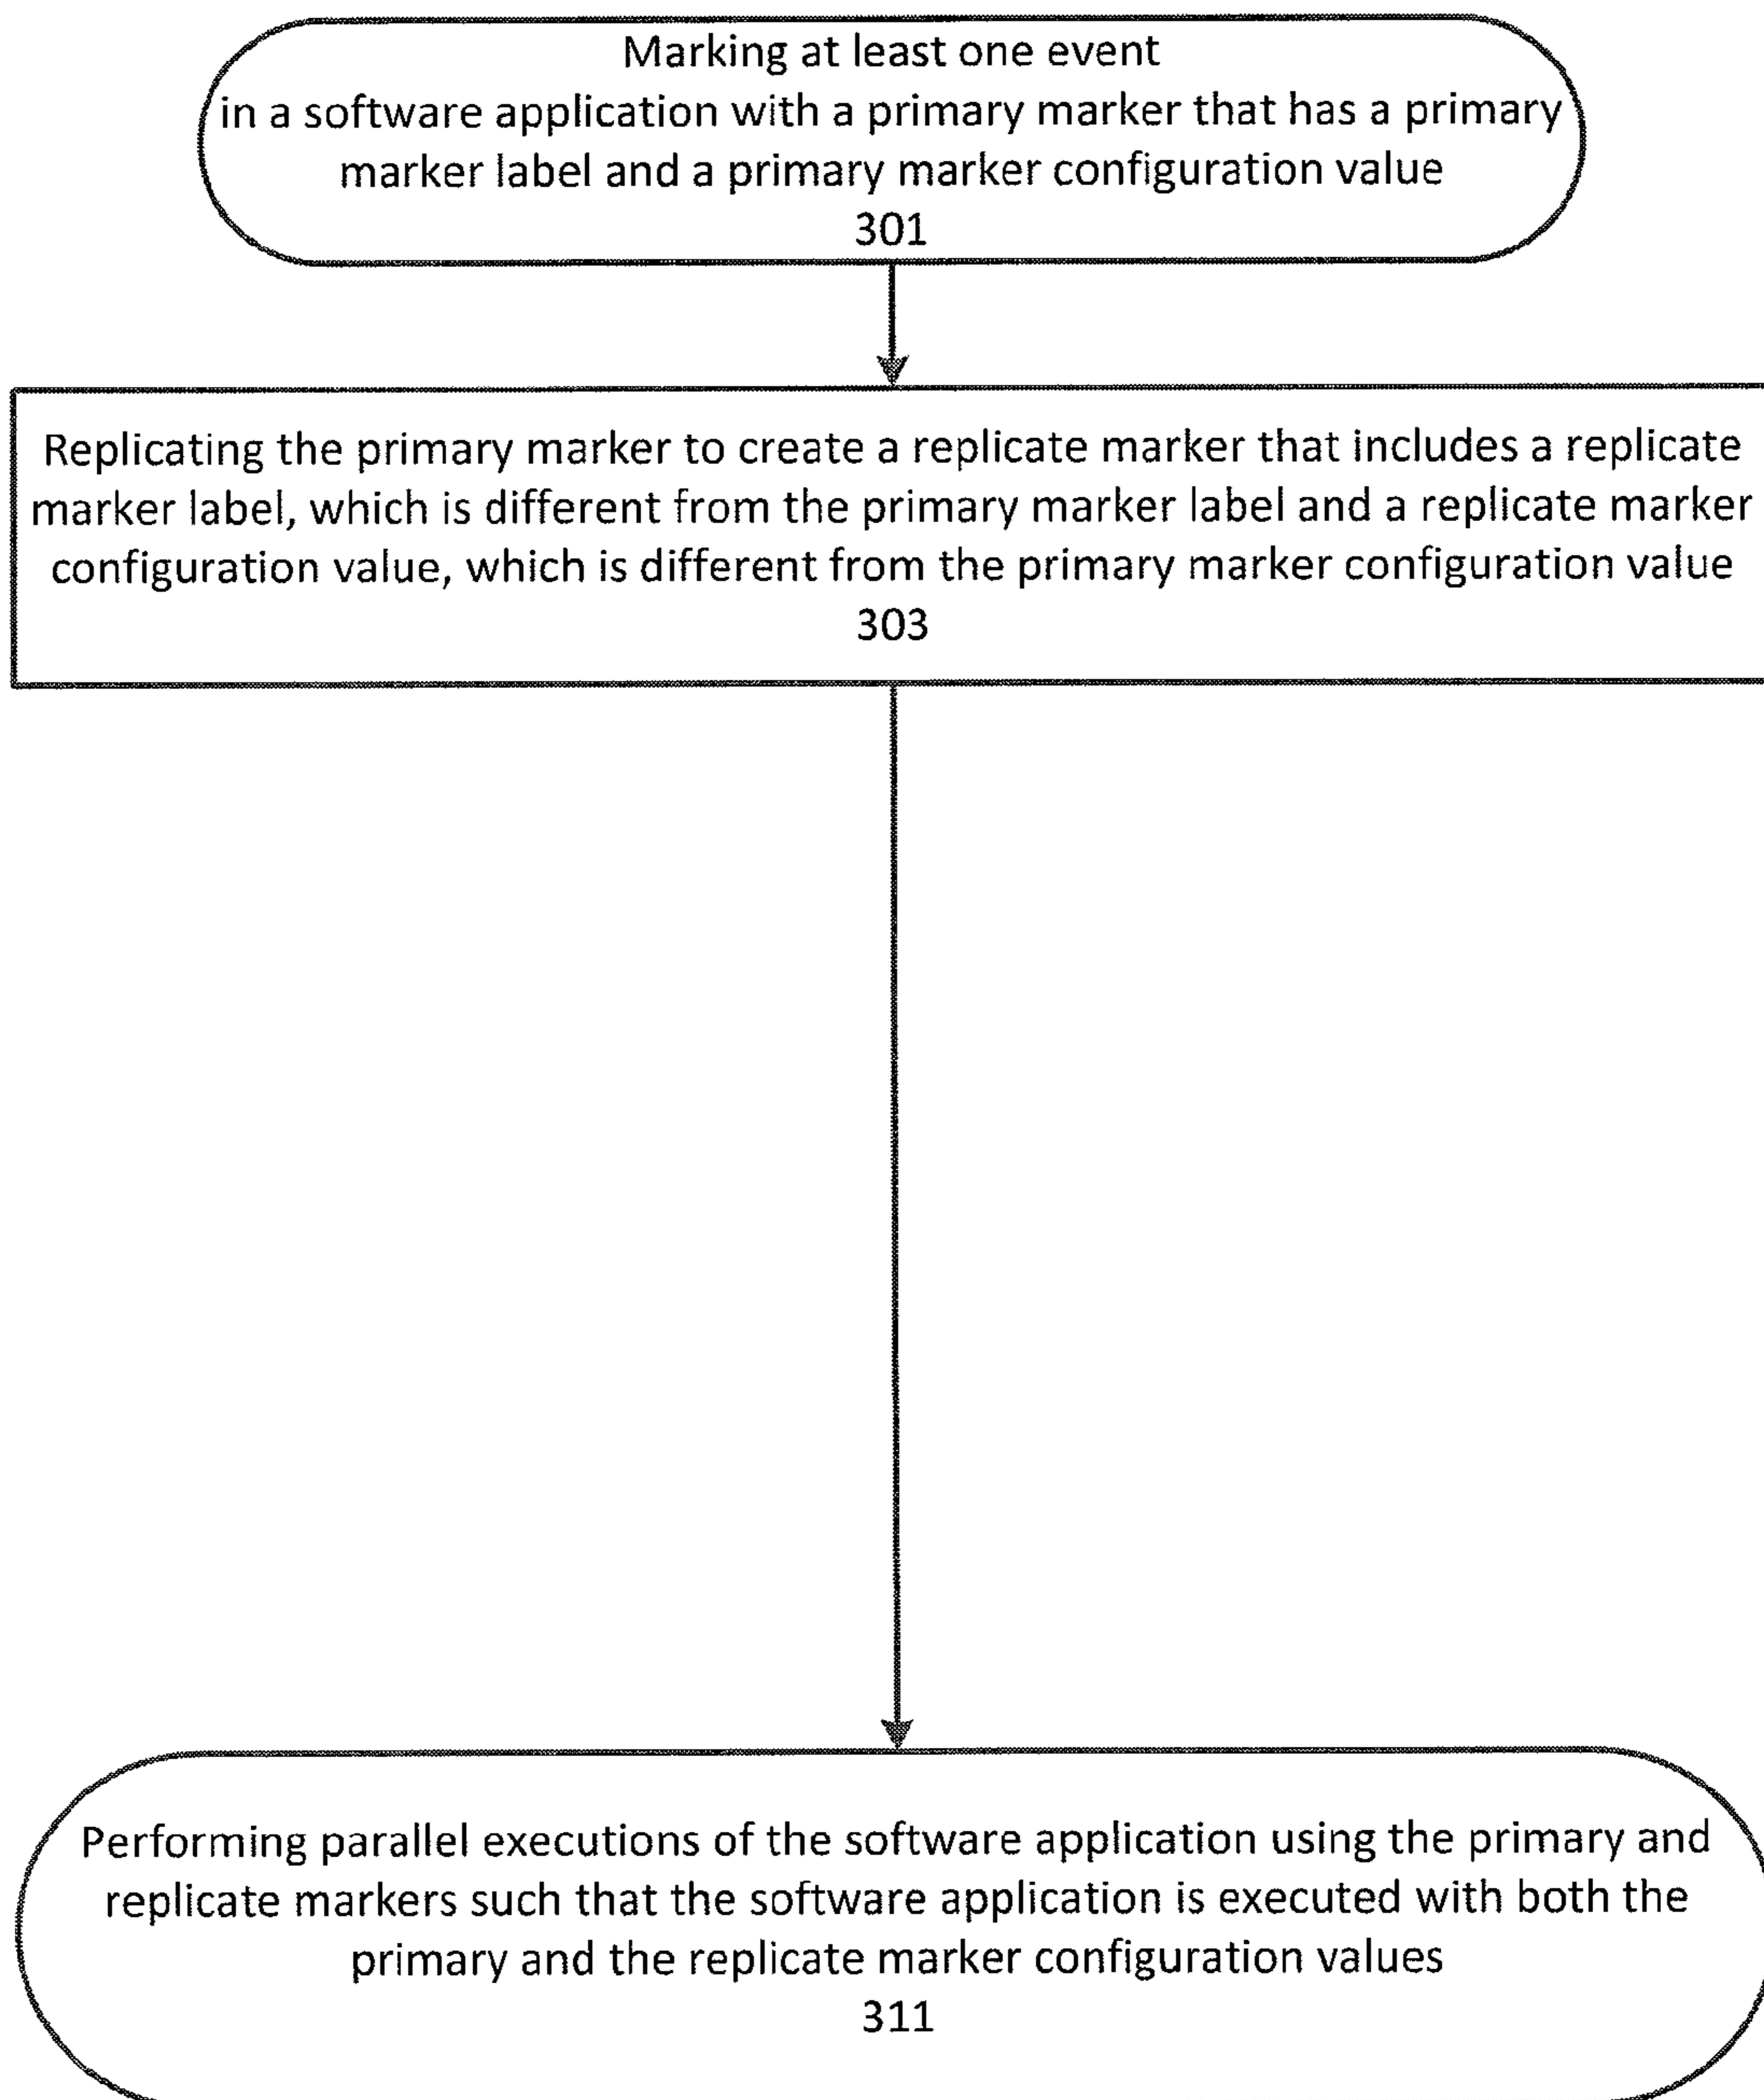 Marking at least one event
in a software application with a primary marker that has a primary
marker label and a primary marker configuration value
301
Replicating the primary marker to create a replicate marker that includes a replicate
marker label, which is different from the primary marker label and a replicate marker
configuration value, which is different from the primary marker configuration value
303
Performing parallel executions of the software application using the primary and
replicate markers such that the software application is executed with both the
primary and the replicate marker configuration values
311